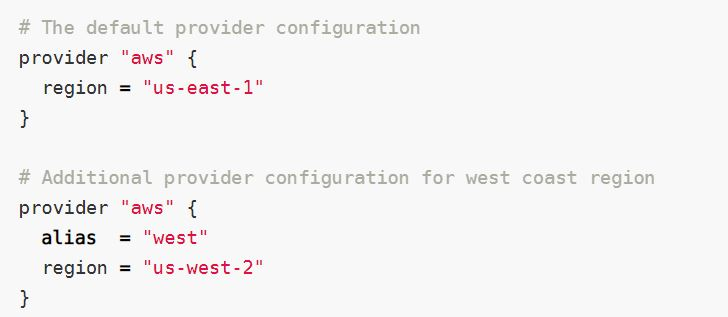 # The default provider configuration
provider "aws" {
  region = "us-east-1"
}

# Additional provider configuration for west coast region
provider "aws" {
  alias  = "west"
  region = "us-west-2"
}